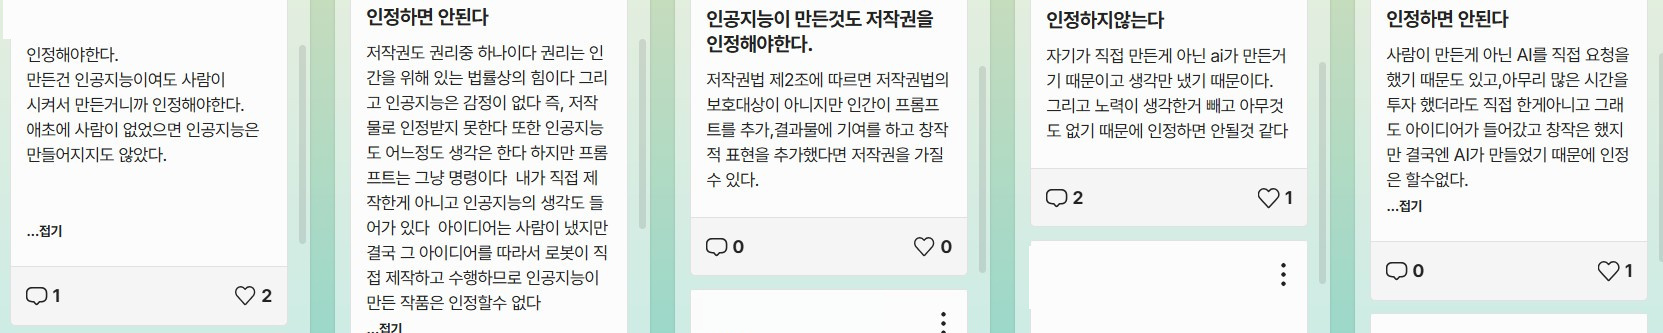 인정해야한다.
만든건 인공지능이여도 사람이
시켜서 만든거니까 인정해야한다.
애초에 사람이 없었으면 인공지능은
만들어지지도 않았다.
...접기
1
2
인정하면 안된다
저작권도 권리중 하나이다 권리는 인
간을 위해 있는 법률상의 힘이다 그리
고 인공지능은 감정이 없다 즉, 저작
물로 인정받지 못한다 또한 인공지능
도 어느정도 생각은 한다 하지만 프롬
프트는 그냥 명령이다 내가 직접 제
작한게 아니고 인공지능의 생각도 들
어가 있다 아이디어는 사람이 냈지만
결국 그 아이디어를 따라서 로봇이 직
접 제작하고 수행하므로 인공지능이
만든 작품은 인정할수 없다
...접기
인공지능이 만든것도 저작권을
인정해야한다.
저작권법 제2조에 따르면 저작권법의
보호대상이 아니지만 인간이 프롬프
트를 추가,결과물에 기여를 하고 창작
적 표현을 추가했다면 저작권을 가질
수 있다.
0
0
인정하지않는다
자기가 직접 만든게 아닌 ai가 만든거
기 때문이고 생각만 냈기 때문이다.
그리고 노력이 생각한거 빼고 아무것
도 없기 때문에 인정하면 안될것 같다
2
1
인정하면 안된다
사람이 만든게 아닌 AI를 직접 요청을
했기 때문도 있고,아무리 많은 시간을
투자 했더라도 직접 한게아니고 그래
도 아이디어가 들어갔고 창작은 했지
만 결국엔 AI가 만들었기 때문에 인정
은 할수없다.
...접기
0
1